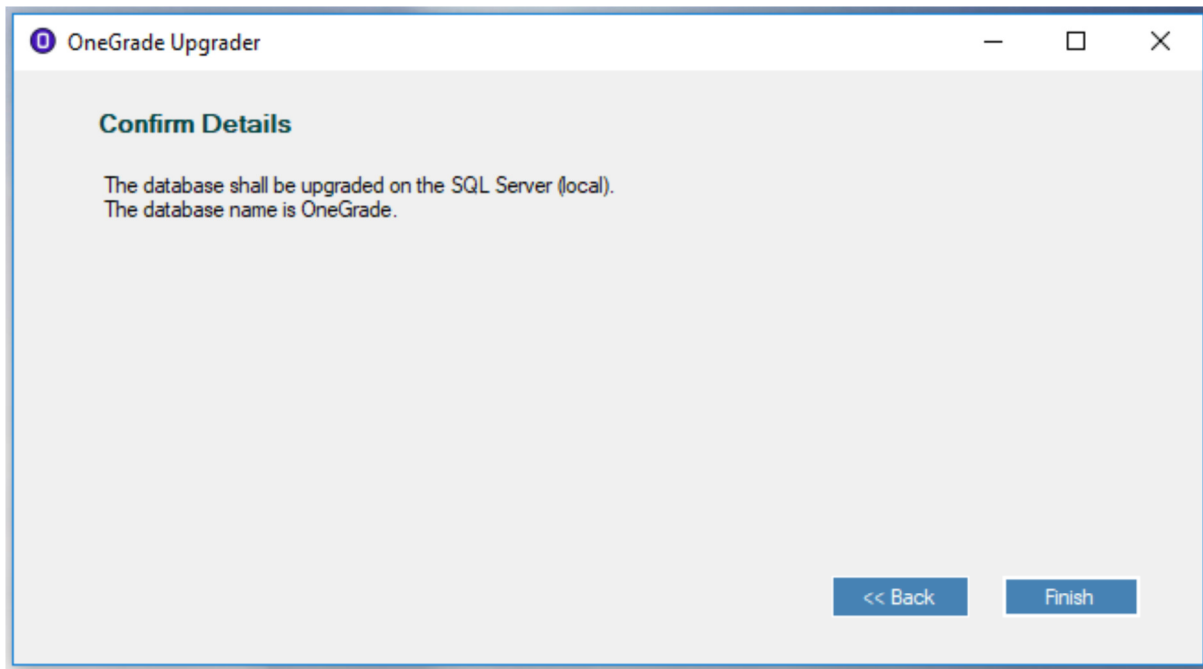 OneGrade Upgrader
Confirm Details
The database shall be upgraded on the SQL Server (local).
The database name is OneGrade.
<< Back
Finish